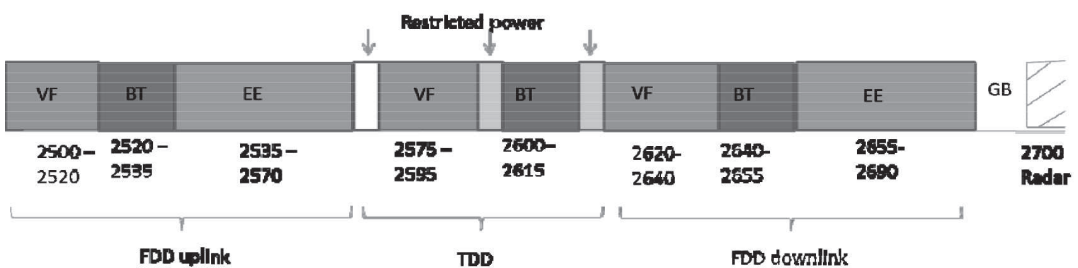 Restricted power
VF BT EE VF BT VF BT EE GB
2500– 2520– 2535– 2575– 2600– 2620- 2640- 2655- 2700
2520 2535 2570 2595 2615 2640 2655 2690 Radar
FDD uplink TDD FDD downlink